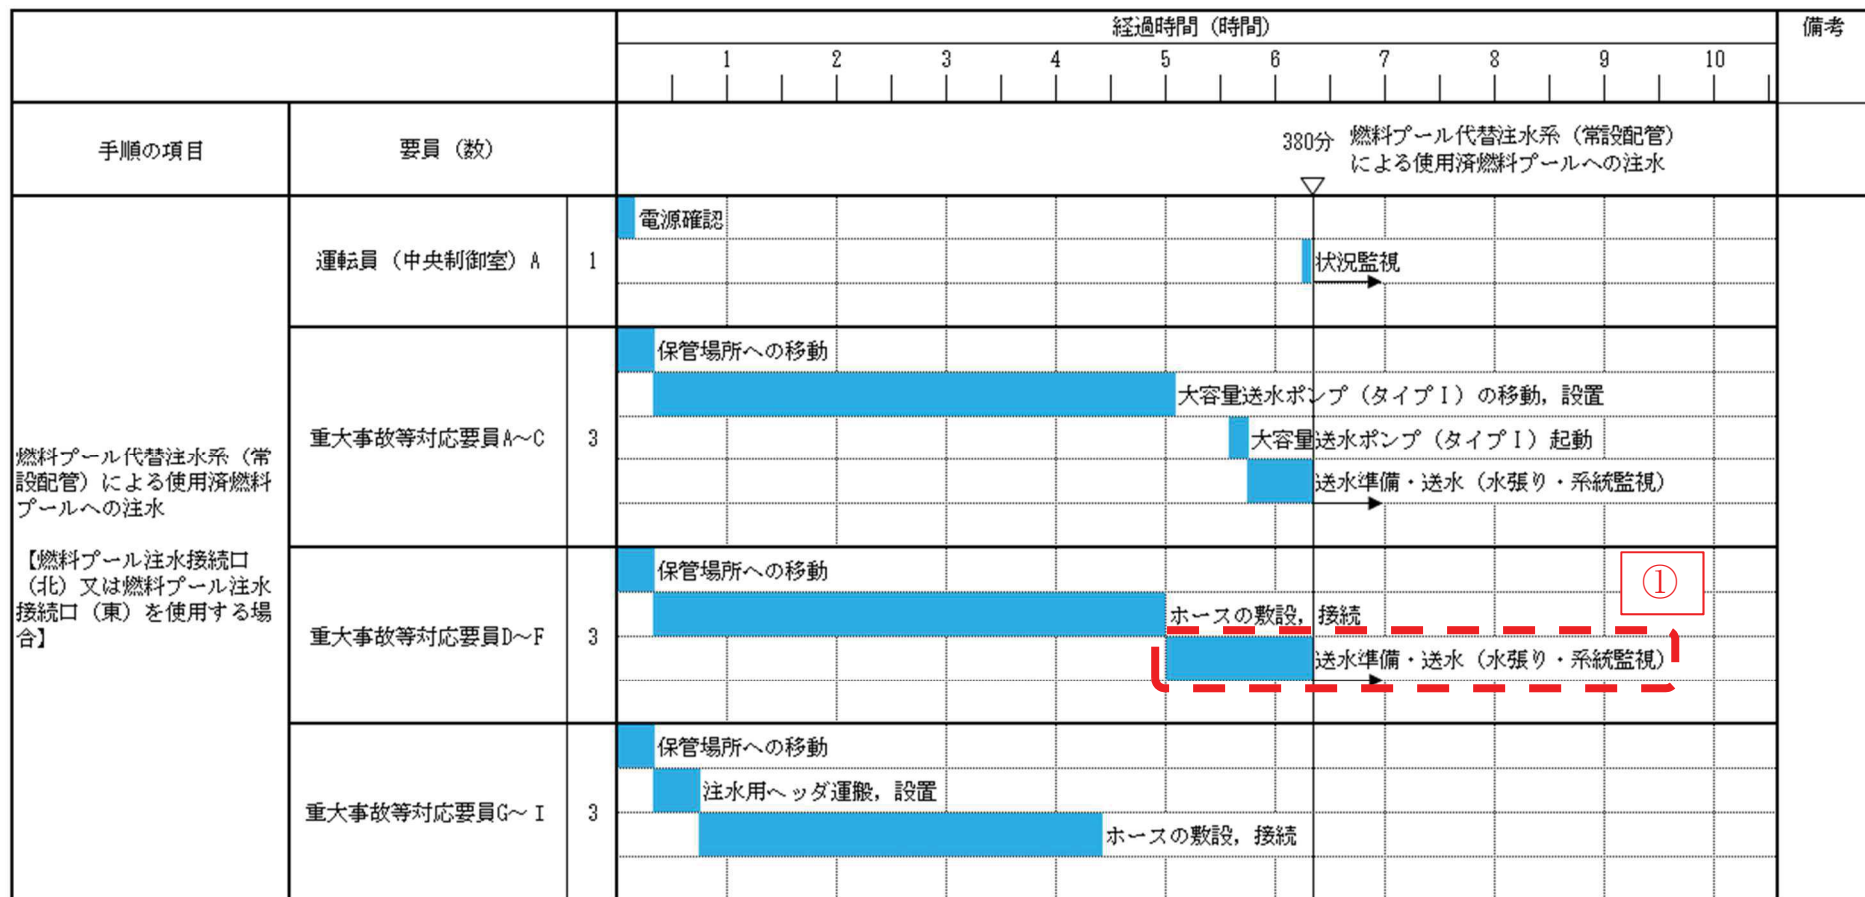 経過時間（時間）
備考
1 2 3 4 5 6 7 8 9 10
手順の項目
要員（数）
380分
燃料プール代替注水系（常設配管）
による使用済燃料プールへの注水
燃料プール代替注水系（常
設配管）による使用済燃料
プールへの注水
【燃料プール注水接続口
（北）又は燃料プール注水
接続口（東）を使用する場
合】
運転員（中央制御室）A
1
電源確認
状況監視
重大事故等対応要員A～C
3
保管場所への移動
大容量送水ポンプ（タイプⅠ）の移動，設置
大容量送水ポンプ（タイプⅠ）起動
送水準備・送水（水張り・系統監視）
重大事故等対応要員D～F
3
保管場所への移動
ホースの敷設，接続
①
送水準備・送水（水張り・系統監視）
重大事故等対応要員G～I
3
保管場所への移動
注水用ヘッダ運搬，設置
ホースの敷設，接続